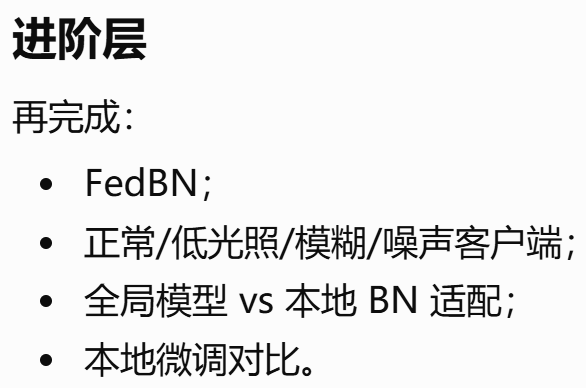 进阶层
再完成：
• FedBN；
• 正常/低光照/模糊/噪声客户端；
• 全局模型 vs 本地 BN 适配；
• 本地微调对比。